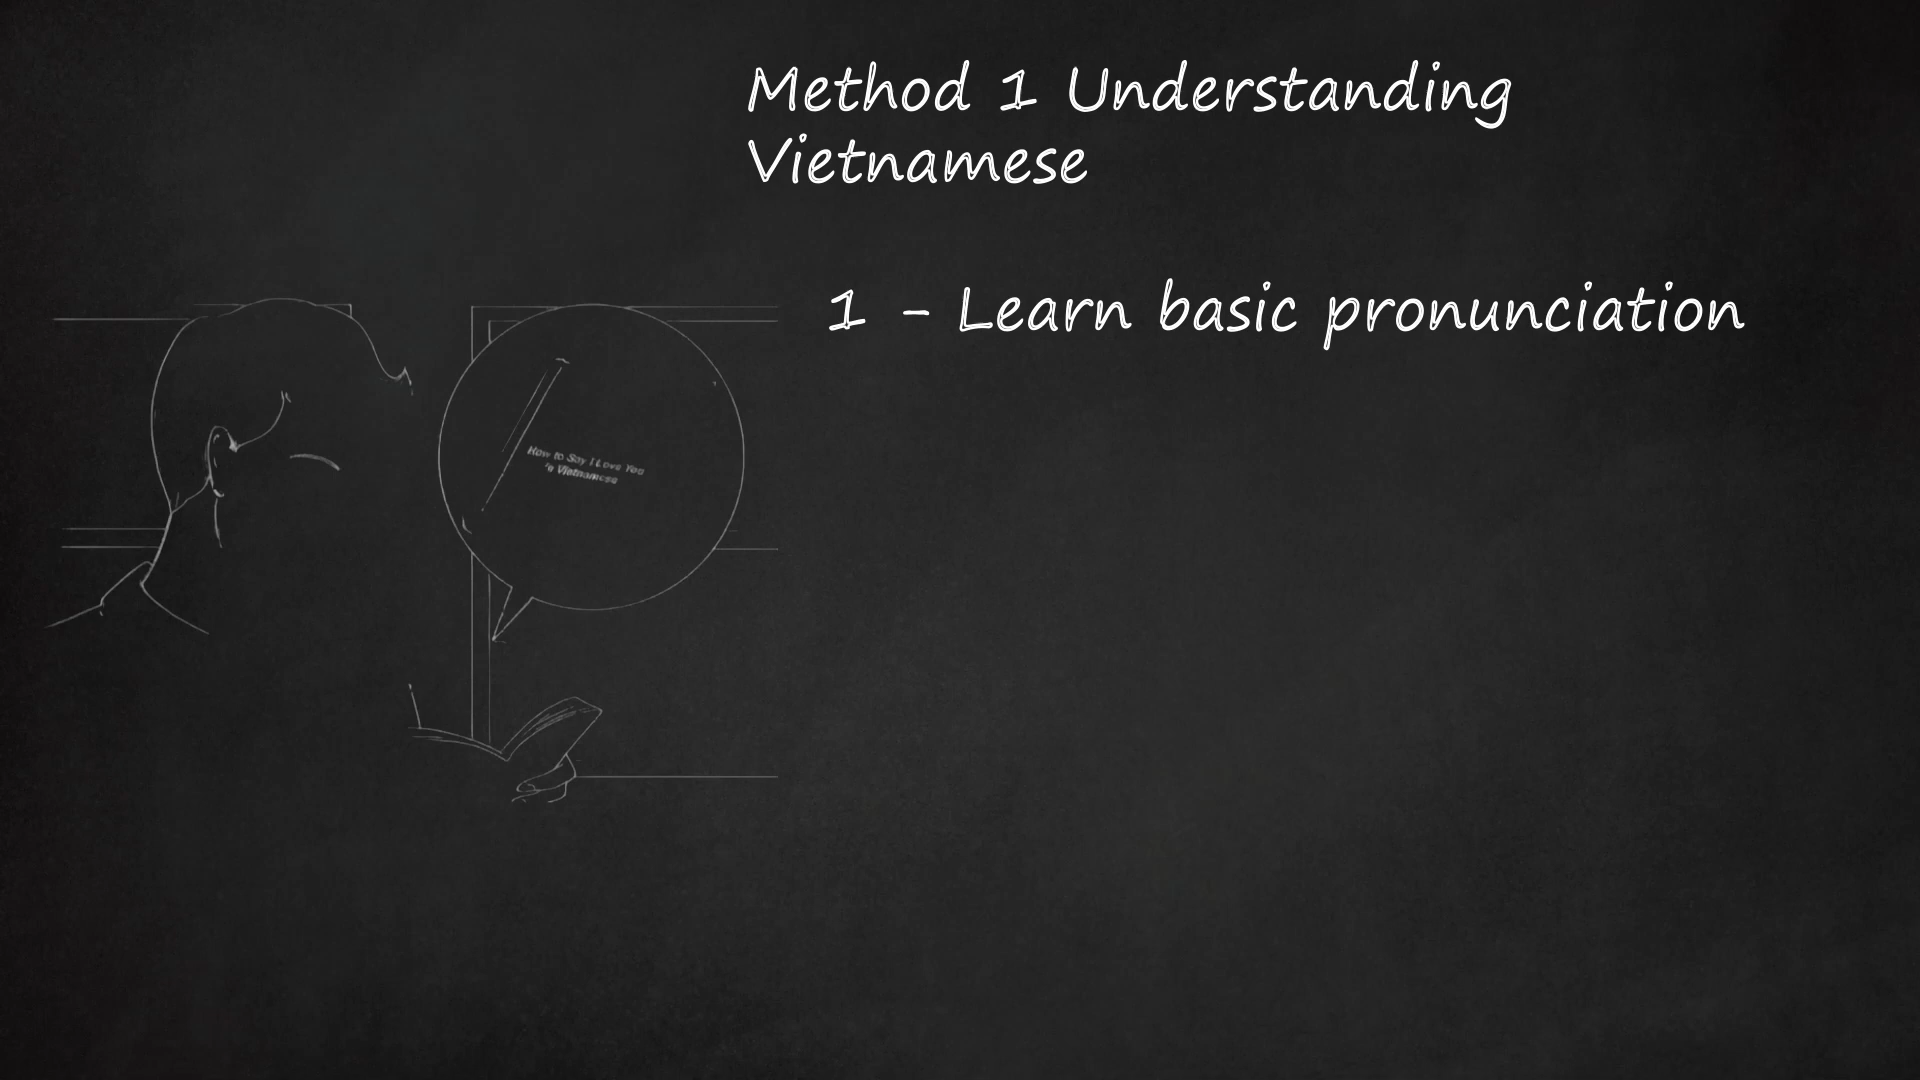 Method 1 Understanding
Vietnamese
1 - Learn basic pronunciation
How to Say I Love You
in Vietnamese